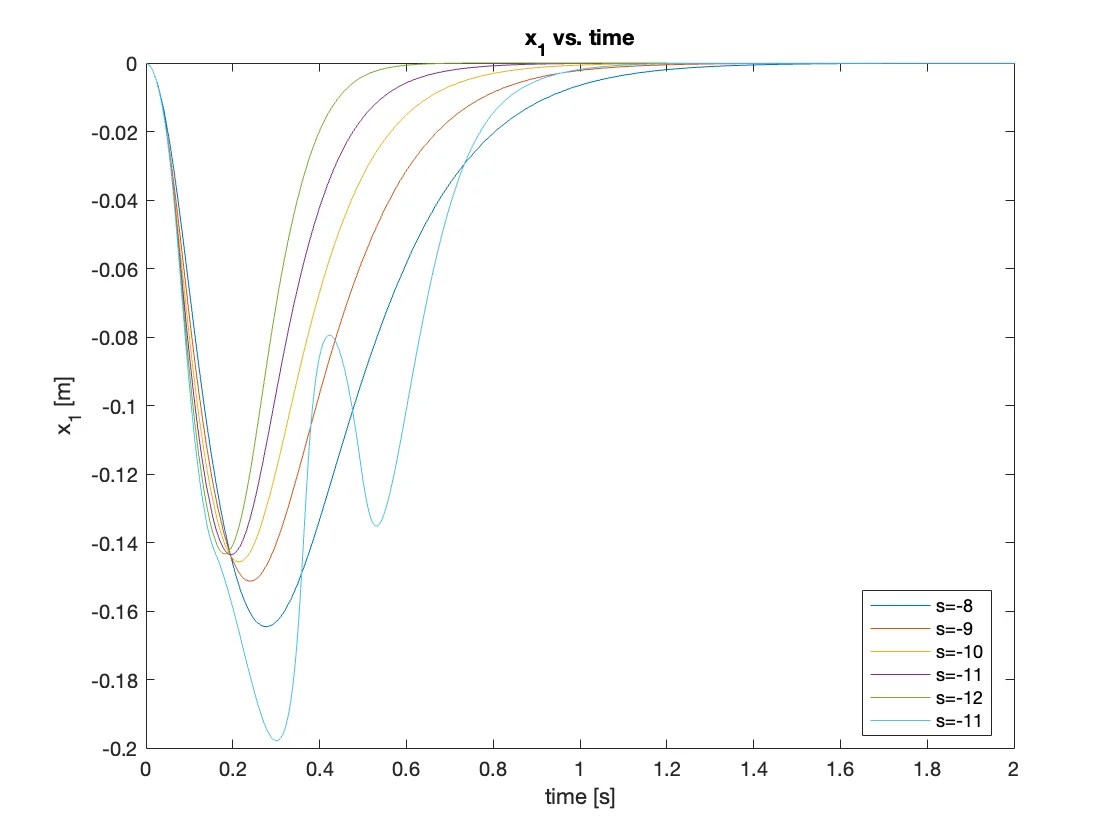 x1 vs. time
0
-0.02
-0.04
-0.06
-0.08
-0.1
-0.12
-0.14
-0.16
-0.18
-0.2
x1 [m]
0 0.2 0.4 0.6 0.8 1 1.2 1.4 1.6 1.8 2
time [s]
s=-8
s=-9
s=-10
s=-11
s=-12
s=-11